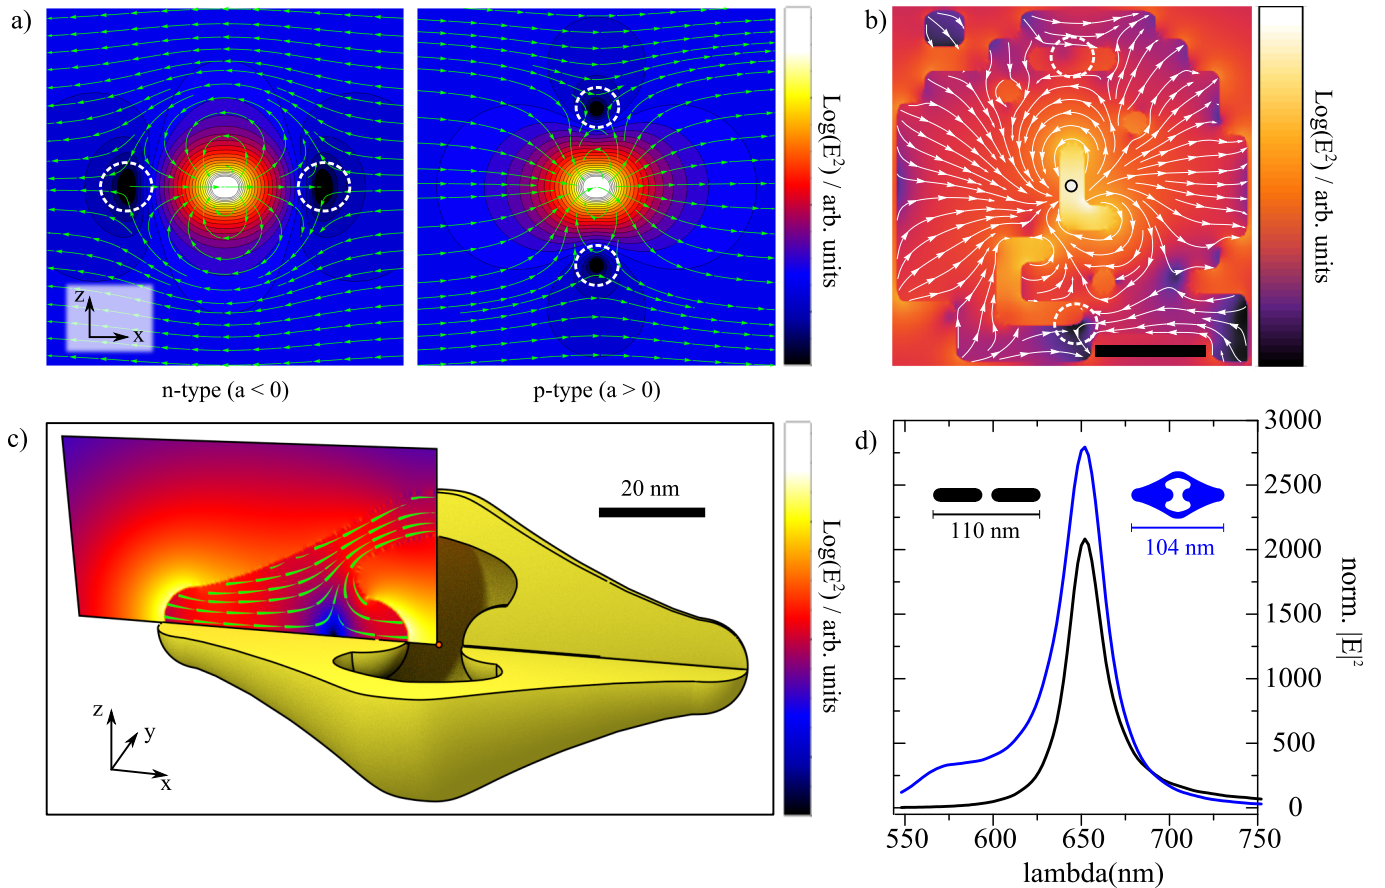 a)
z
x
n-type (a < 0)
p-type (a > 0)
Log(E²) / arb. units
b)
Log(E²) / arb. units
c)
20 nm
z
y
x
Log(E²) / arb. units
d)
110 nm
104 nm
3000
2500
2000
1500
1000
500
0
norm. |E|²
550 600 650 700 750
lambda(nm)